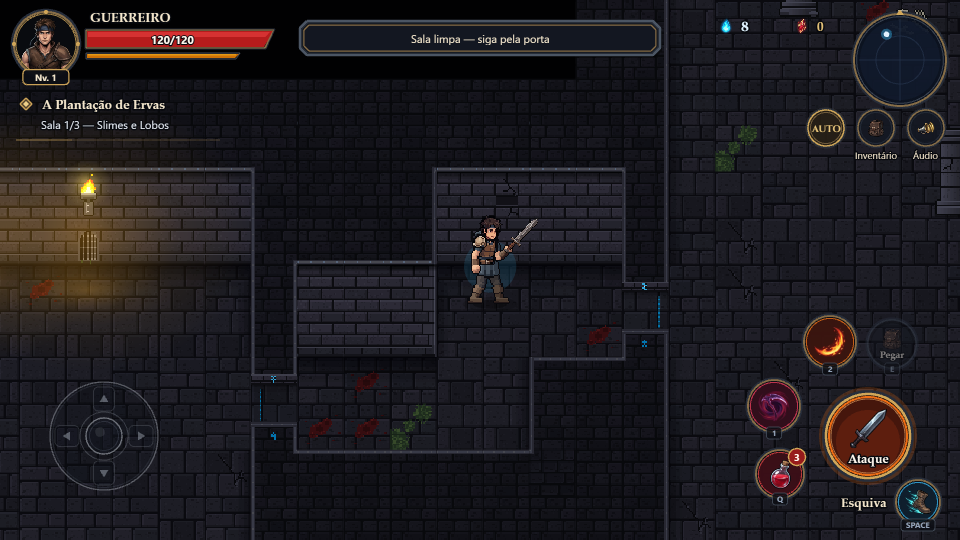 GUERREIRO
120/120
Nv. 1
Sala limpa — siga pela porta
8
0
A Plantação de Ervas
Sala 1/3 — Slimes e Lobos
AUTO
Inventário
Áudio
2
Pegar
E
1
Ataque
3
Q
Esquiva
SPACE